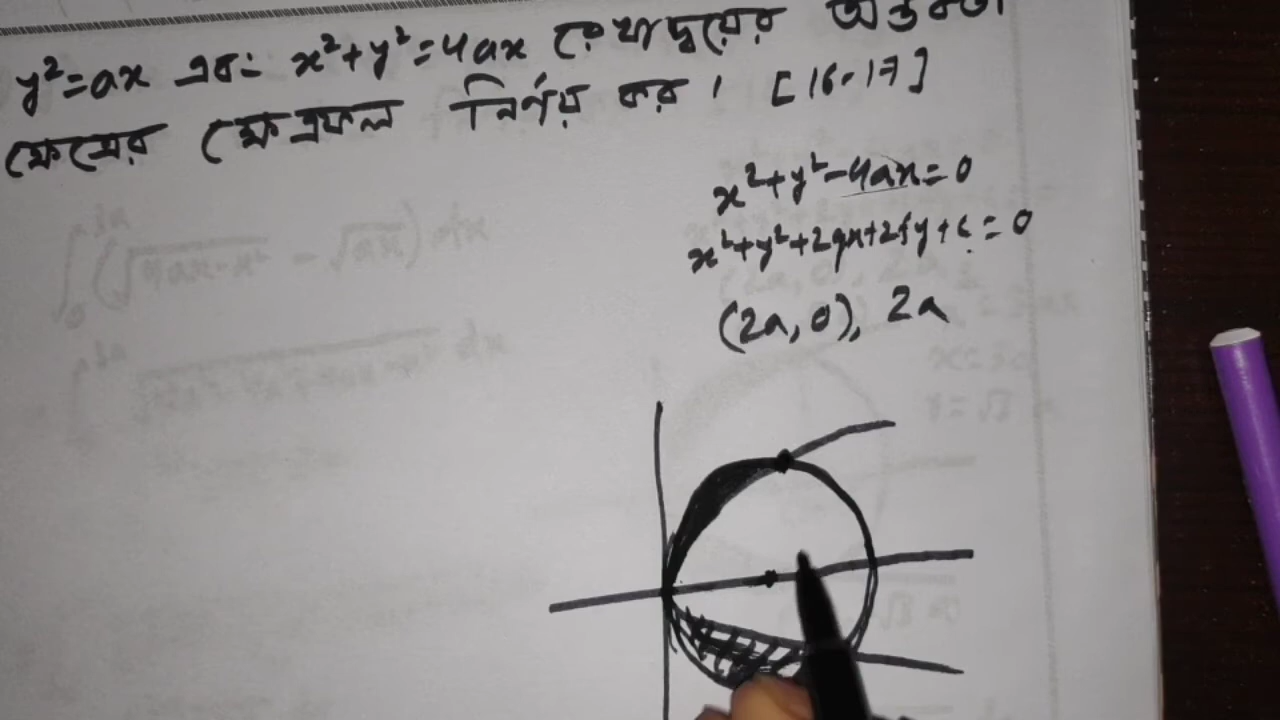 y² = ax এবং x² + y² = 4ax রেখাদ্বয়ের
ক্ষেত্রের ক্ষেত্রফল নির্ণয় কর। [16-17]
x² + y² - 4ax = 0
x² + y² + 2gx + 2fy + c = 0
(2a, 0), 2a